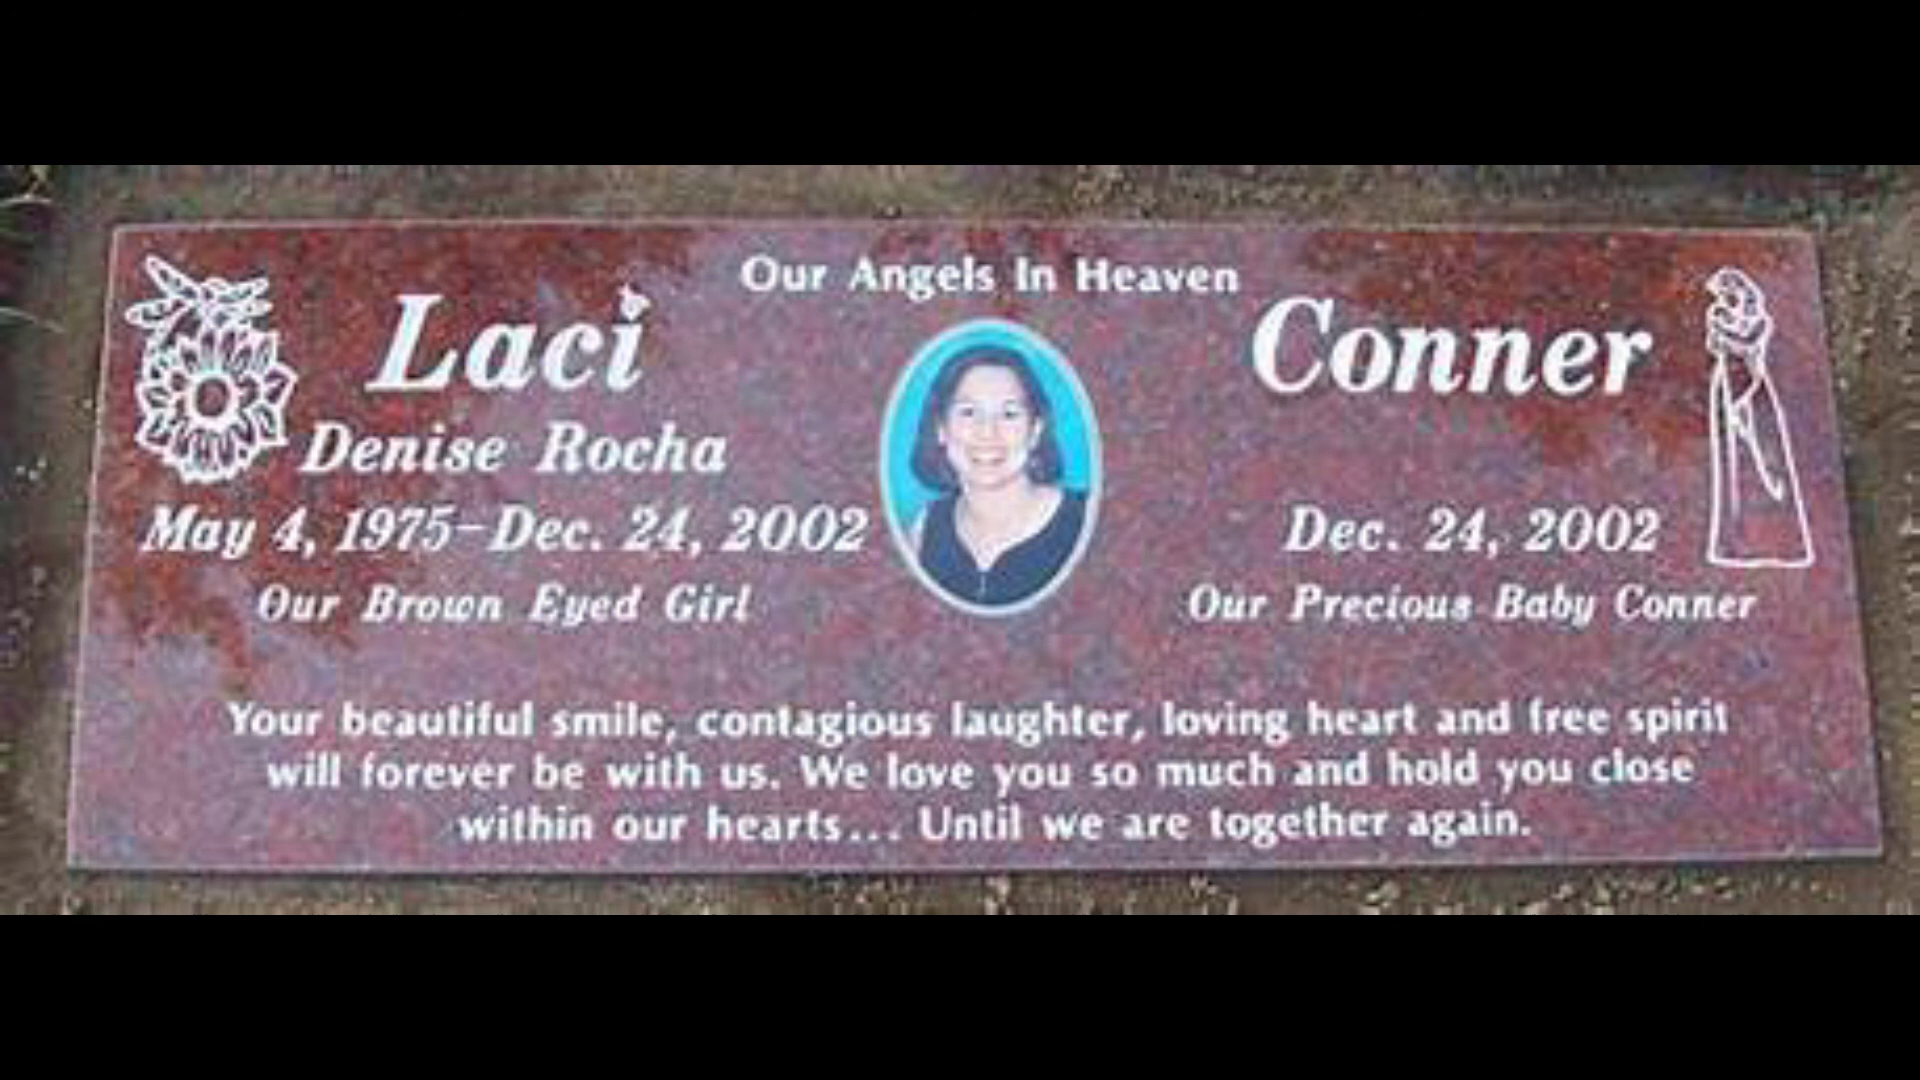 Our Angels In Heaven
Laci
Denise Rocha
May 4, 1975–Dec. 24, 2002
Our Brown Eyed Girl
Conner
Dec. 24, 2002
Our Precious Baby Conner
Your beautiful smile, contagious laughter, loving heart and free spirit
will forever be with us. We love you so much and hold you close
within our hearts... Until we are together again.